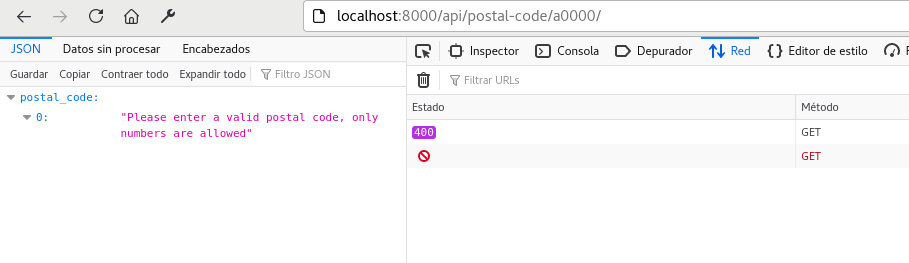 localhost:8000/api/postal-code/a0000/
JSON Datos sin procesar Encabezados
Guardar Copiar Contraer todo Expandir todo Filtro JSON
postal_code:
0: "Please enter a valid postal code, only
numbers are allowed"
Inspector Consola Depurador Red Editor de estilo
Filtrar URLs
Estado Método
400 GET
GET